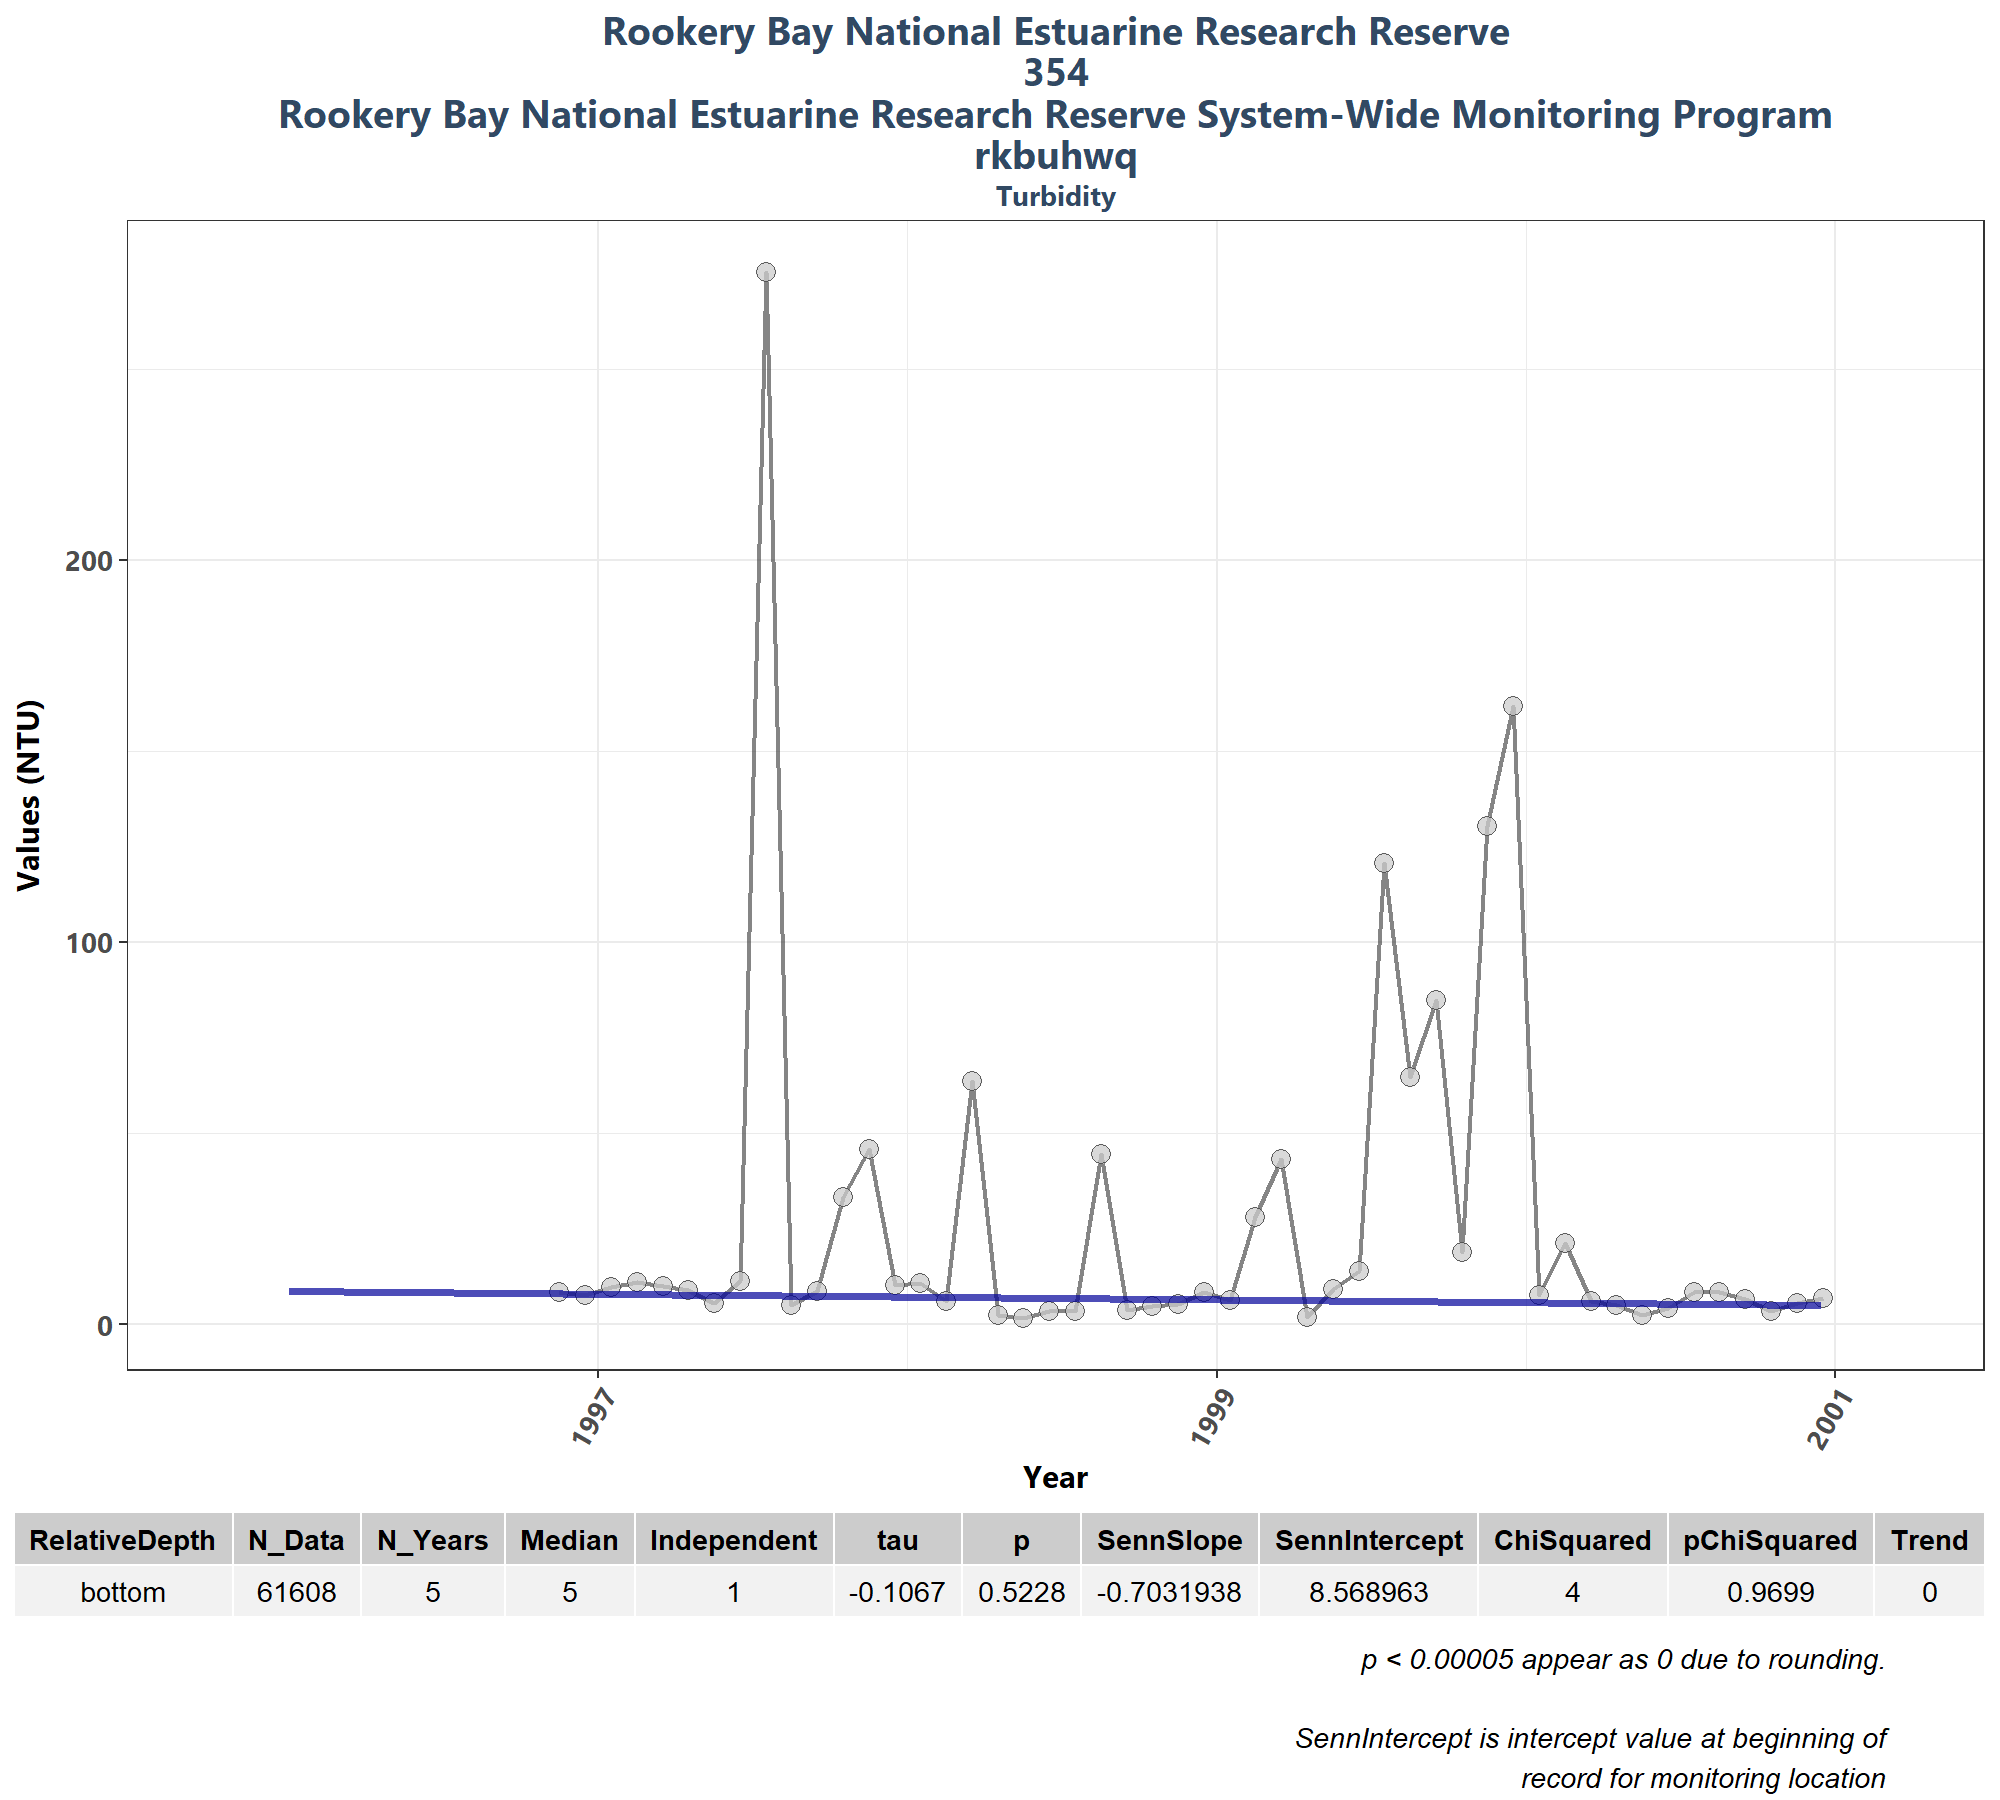 Rookery Bay National Estuarine Research Reserve
354
Rookery Bay National Estuarine Research Reserve System-Wide Monitoring Program
rkbuhwq
Turbidity
Values (NTU)
200
100
0
1997
1999
2001
Year
RelativeDepth N_Data N_Years Median Independent tau p SennSlope SennIntercept ChiSquared pChiSquared Trend
bottom 61608 5 5 1 -0.1067 0.5228 -0.7031938 8.568963 4 0.9699 0
p < 0.00005 appear as 0 due to rounding.
SennIntercept is intercept value at beginning of
record for monitoring location